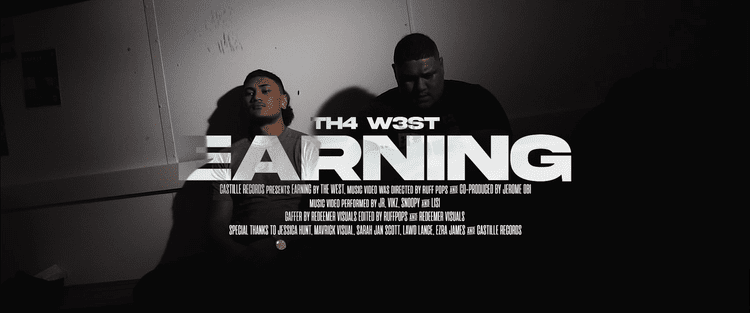 TH4 W3ST
EARNING
CASTILLE RECORDS PRESENTS EARNING BY THE WEST, MUSIC VIDEO WAS DIRECTED BY RUFF POPS AND CO-PRODUCED BY JEROME OBI
MUSIC VIDEO PERFORMED BY JR, VIKZ, SNOOPY AND LISI
GAFFER BY REDEEMER VISUALS EDITED BY RUFFPOPS AND REDEEMER VISUALS
SPECIAL THANKS TO JESSICA HUNT, MAVRICK VISUAL, SARAH JAN SCOTT, LAWD LANCE, EZRA JAMES AND CASTILLE RECORDS